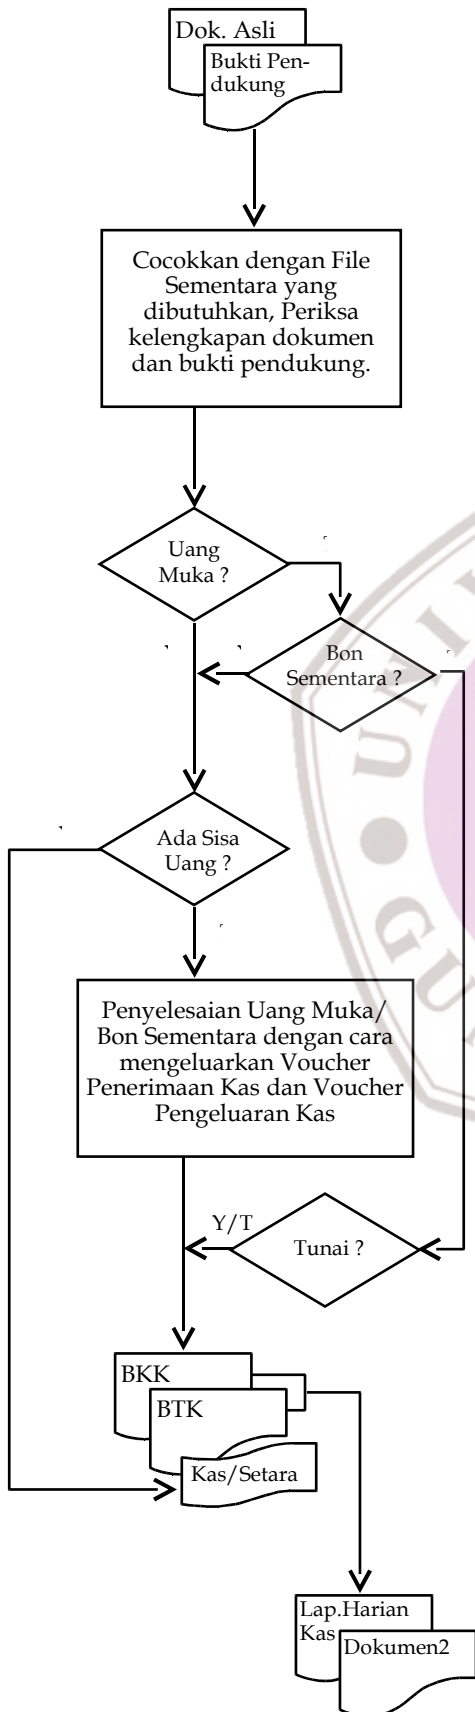 Dok. Asli
Bukti Pen-
dukung
Cocokkan dengan File
Sementara yang
dibutuhkan, Periksa
kelengkapan dokumen
dan bukti pendukung.
Uang
Muka ?
Bon
Sementara ?
Ada Sisa
Uang ?
Penyelesaian Uang Muka/
Bon Sementara dengan cara
mengeluarkan Voucher
Penerimaan Kas dan Voucher
Pengeluaran Kas
Y/T
Tunai ?
BKK
BTK
Kas/Setara
Lap.Harian
Kas
Dokumen2